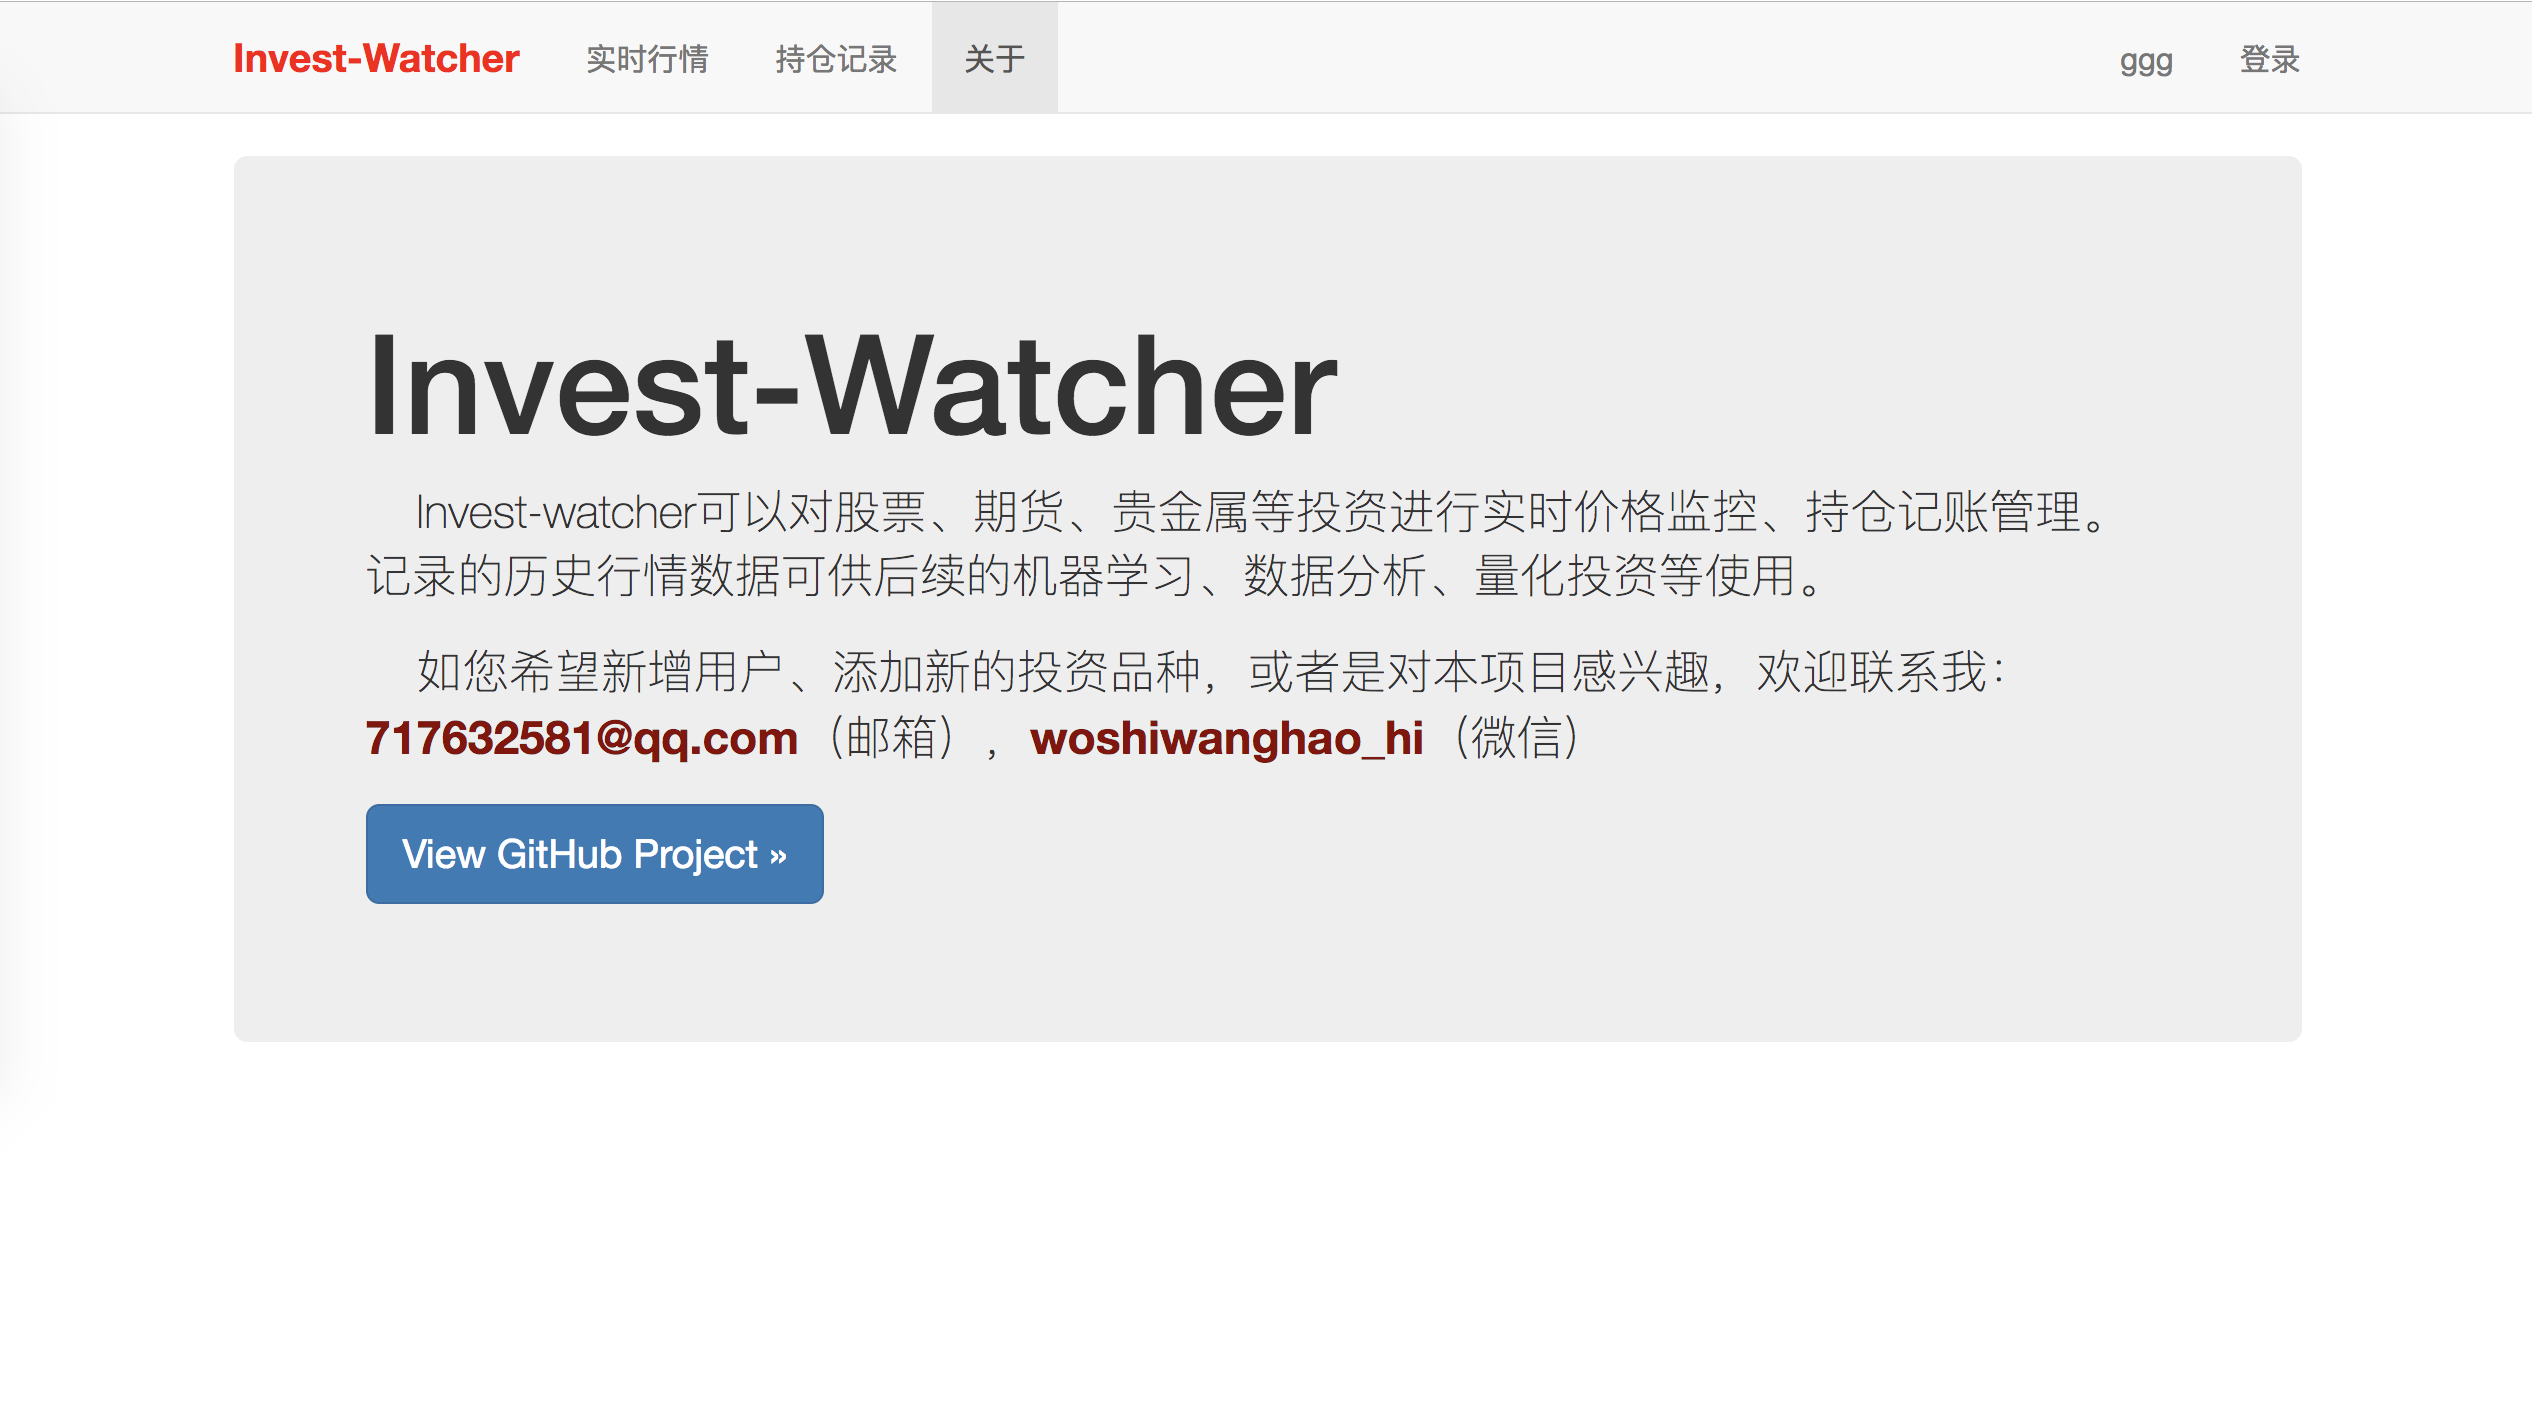 Invest-Watcher 实时行情 持仓记录 关于 ggg 登录
Invest-Watcher
Invest-watcher可以对股票、期货、贵金属等投资进行实时价格监控、持仓记账管理。
记录的历史行情数据可供后续的机器学习、数据分析、量化投资等使用。
如您希望新增用户、添加新的投资品种，或者是对本项目感兴趣，欢迎联系我：
717632581@qq.com（邮箱），woshiwanghao_hi（微信）
View GitHub Project »